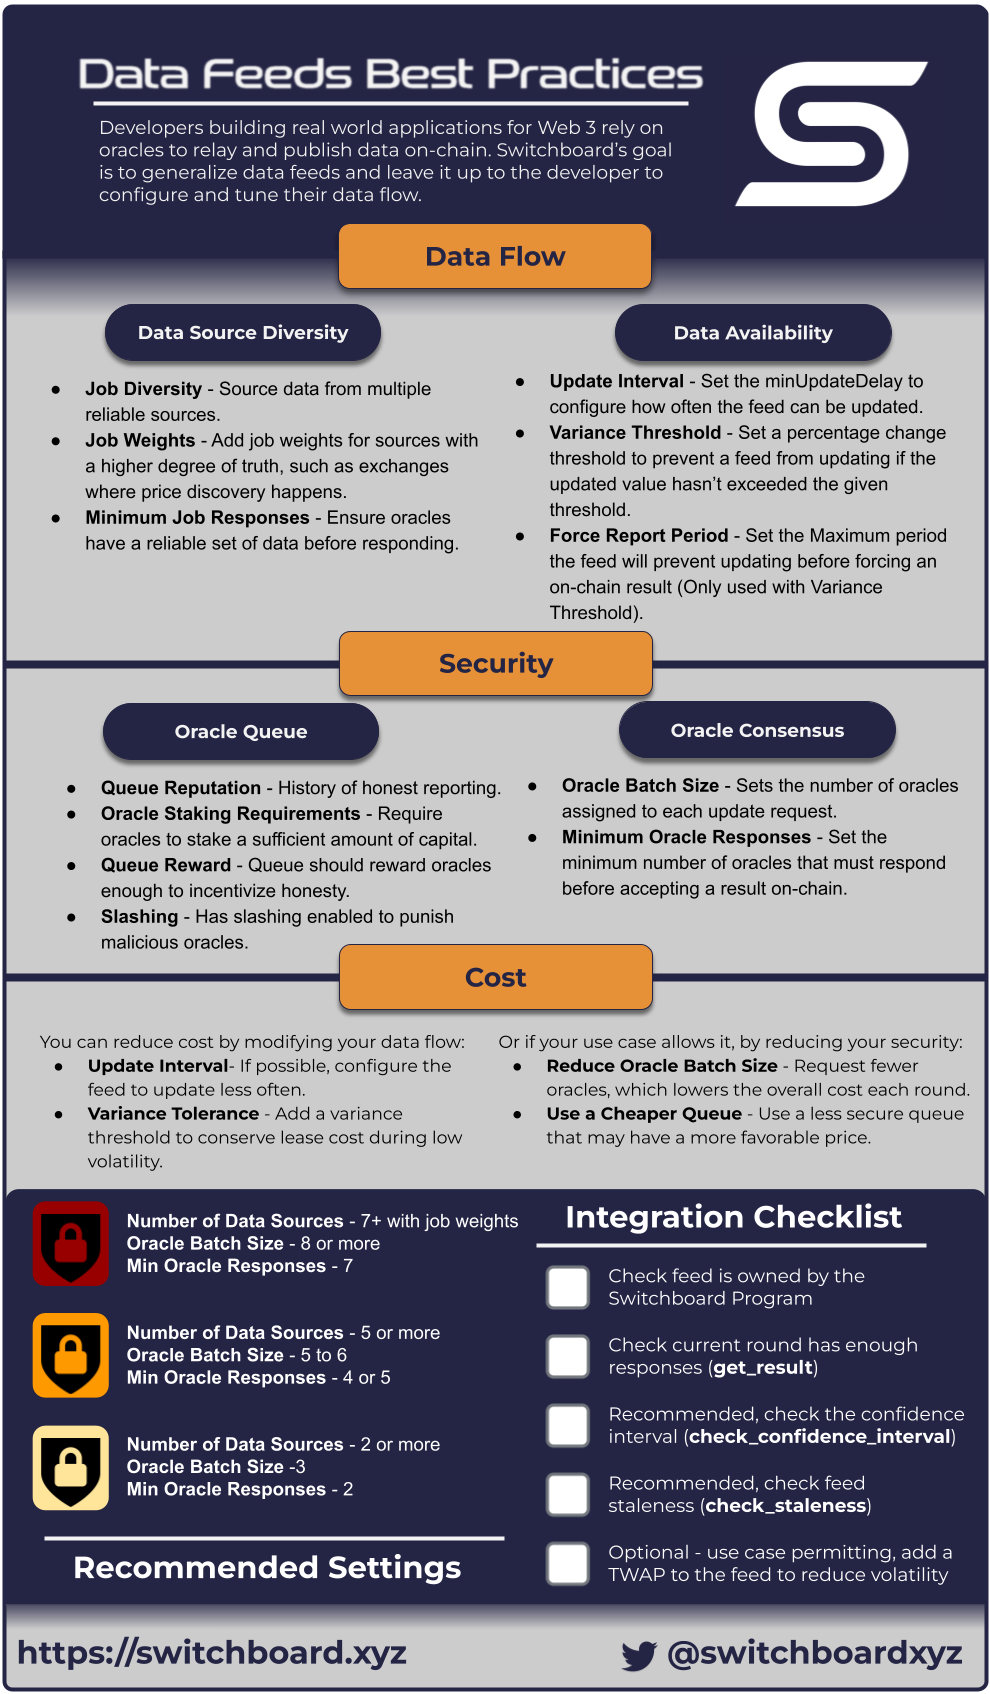 Data Feeds Best Practices
Developers building real world applications for Web 3 rely on
oracles to relay and publish data on-chain. Switchboard's goal
is to generalize data feeds and leave it up to the developer to
configure and tune their data flow.
Data Flow
Data Source Diversity
● Job Diversity - Source data from multiple
reliable sources.
● Job Weights - Add job weights for sources with
a higher degree of truth, such as exchanges
where price discovery happens.
● Minimum Job Responses - Ensure oracles
have a reliable set of data before responding.
Data Availability
● Update Interval - Set the minUpdateDelay to
configure how often the feed can be updated.
● Variance Threshold - Set a percentage change
threshold to prevent a feed from updating if the
updated value hasn't exceeded the given
threshold.
● Force Report Period - Set the Maximum period
the feed will prevent updating before forcing an
on-chain result (Only used with Variance
Threshold).
Security
Oracle Queue
● Queue Reputation - History of honest reporting.
● Oracle Staking Requirements - Require
oracles to stake a sufficient amount of capital.
● Queue Reward - Queue should reward oracles
enough to incentivize honesty.
● Slashing - Has slashing enabled to punish
malicious oracles.
Oracle Consensus
● Oracle Batch Size - Sets the number of oracles
assigned to each update request.
● Minimum Oracle Responses - Set the
minimum number of oracles that must respond
before accepting a result on-chain.
Cost
You can reduce cost by modifying your data flow:
● Update Interval- If possible, configure the
feed to update less often.
● Variance Tolerance - Add a variance
threshold to conserve lease cost during low
volatility.
Or if your use case allows it, by reducing your security:
● Reduce Oracle Batch Size - Request fewer
oracles, which lowers the overall cost each round.
● Use a Cheaper Queue - Use a less secure queue
that may have a more favorable price.
Number of Data Sources - 7+ with job weights
Oracle Batch Size - 8 or more
Min Oracle Responses - 7
Number of Data Sources - 5 or more
Oracle Batch Size - 5 to 6
Min Oracle Responses - 4 or 5
Number of Data Sources - 2 or more
Oracle Batch Size -3
Min Oracle Responses - 2
Recommended Settings
Integration Checklist
Check feed is owned by the
Switchboard Program
Check current round has enough
responses (get_result)
Recommended, check the confidence
interval (check_confidence_interval)
Recommended, check feed
staleness (check_staleness)
Optional - use case permitting, add a
TWAP to the feed to reduce volatility
https://switchboard.xyz
@switchboardxyz